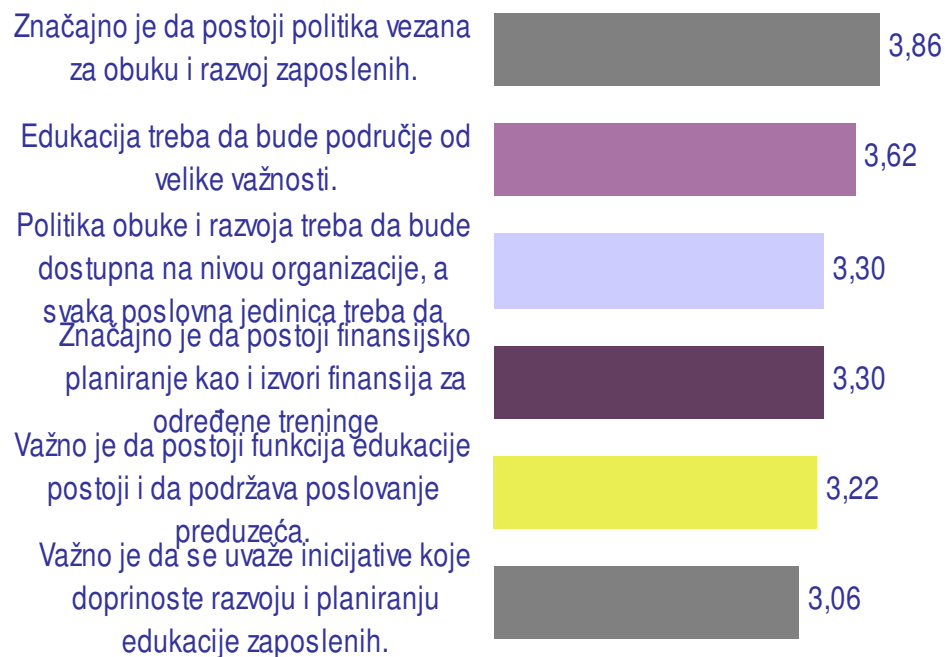 Značajno je da postoji politika vezana
za obuku i razvoj zaposlenih.
3,86
Edukacija treba da bude područje od
velike važnosti.
3,62
Politika obuke i razvoja treba da bude
dostupna na nivou organizacije, a
svaka poslovna jedinica treba da
3,30
Značajno je da postoji finansijsko
planiranje kao i izvori finansija za
određene treninge
3,30
Važno je da postoji funkcija edukacije
postoji i da podržava poslovanje
preduzeća.
3,22
Važno je da se uvaže inicijative koje
doprinoste razvoju i planiranju
edukacije zaposlenih.
3,06